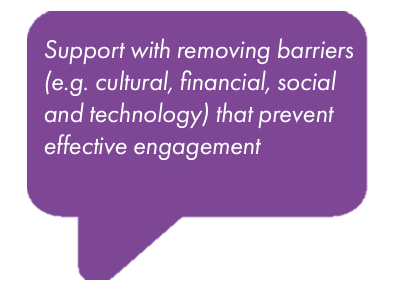 Support with removing barriers
(e.g. cultural, financial, social
and technology) that prevent
effective engagement